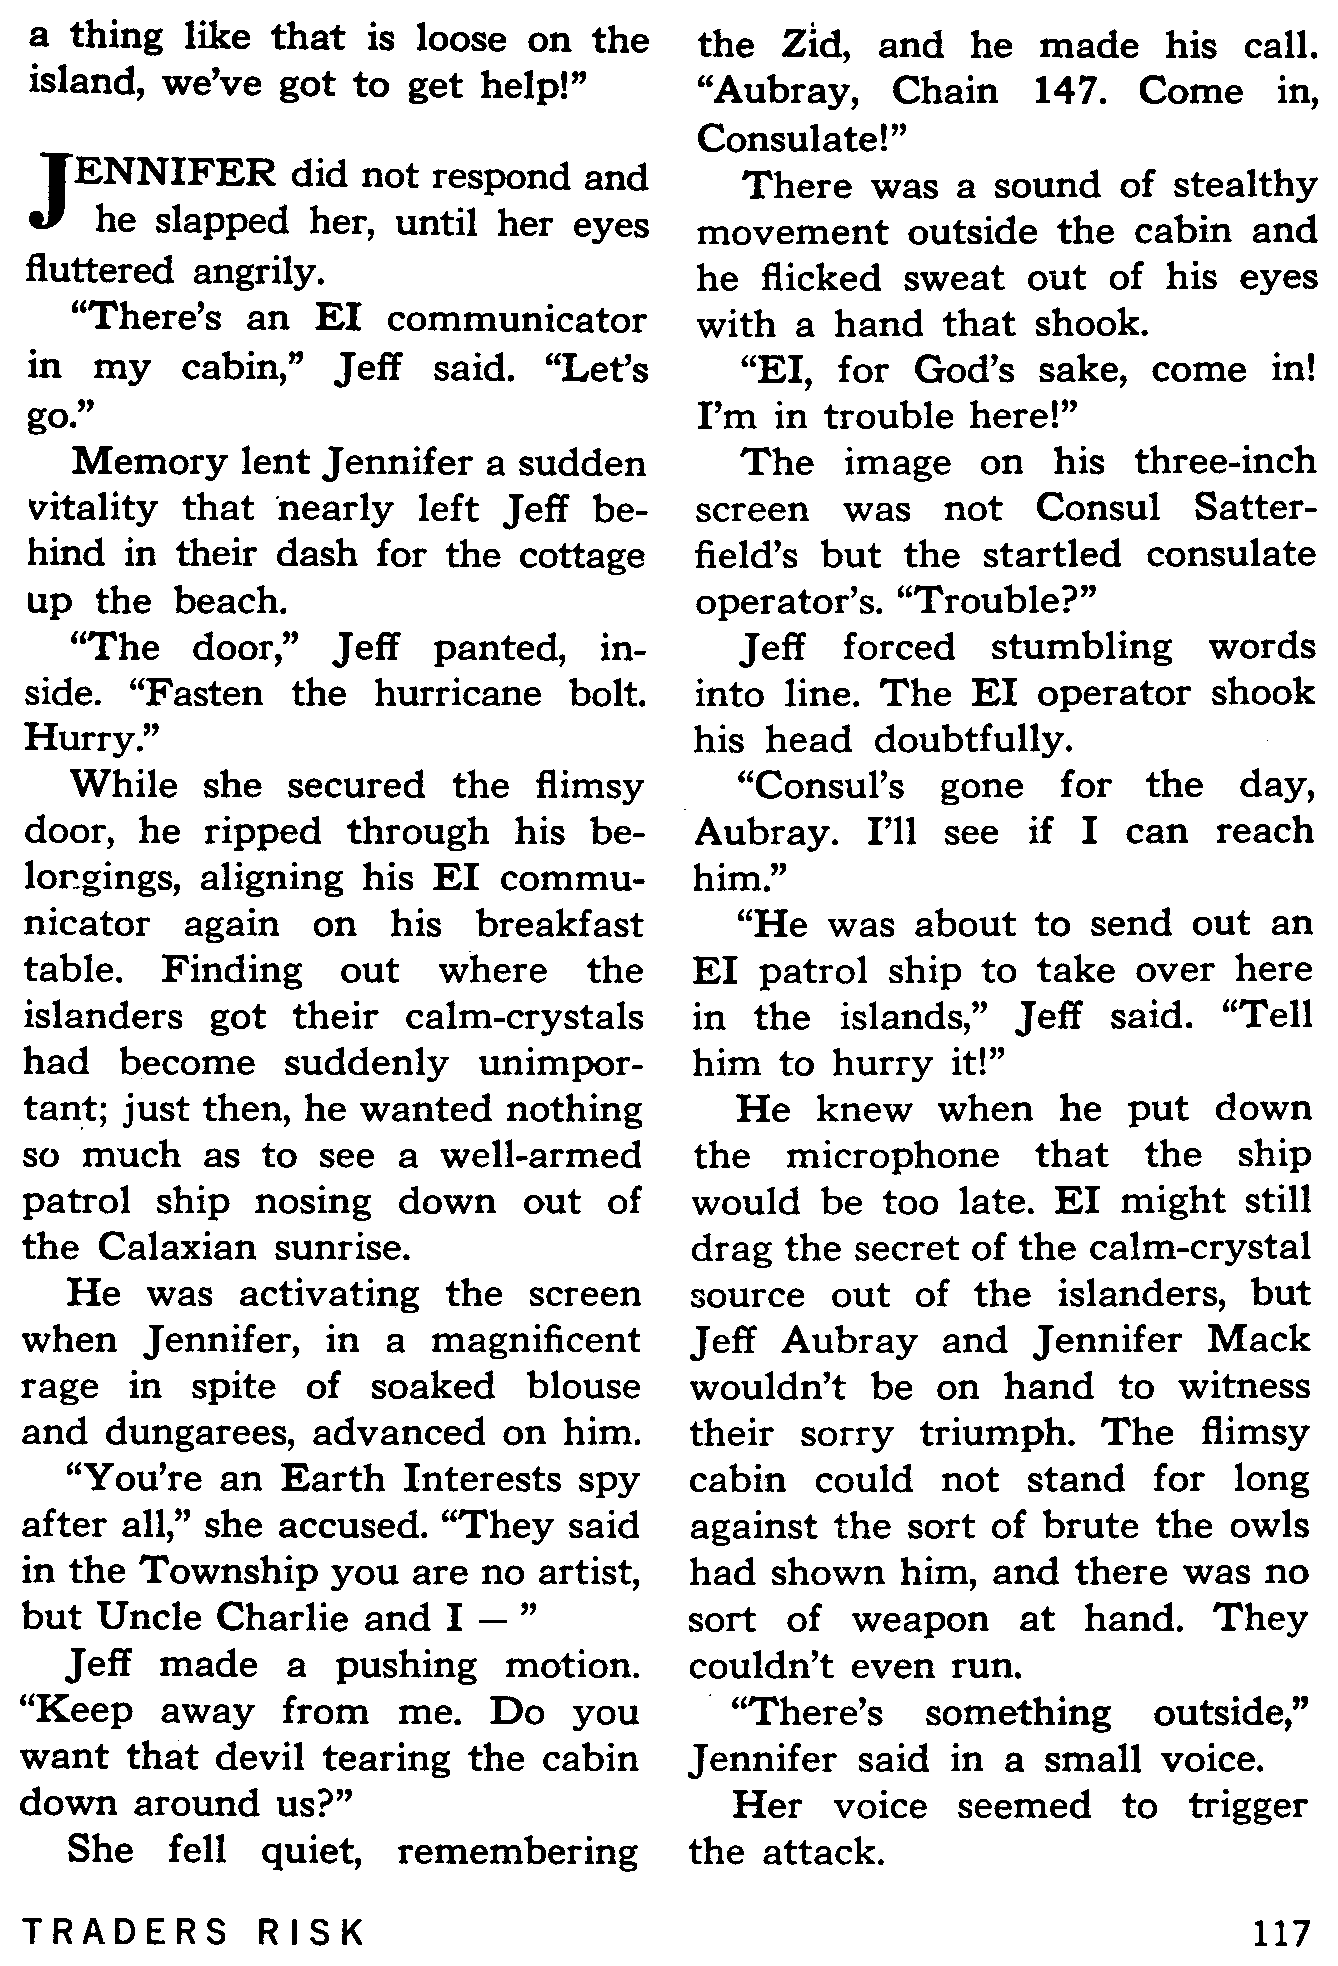 a thing like that is loose on the
island, we've got to get help!”
JENNIFER did not respond and
he slapped her, until her eyes
fluttered angrily.
“There's an EI communicator
in my cabin,” Jeff said. “Let's
go.”
Memory lent Jennifer a sudden
vitality that nearly left Jeff be-
hind in their dash for the cottage
up the beach.
“The door,” Jeff panted, in-
side. “Fasten the hurricane bolt.
Hurry.”
While she secured the flimsy
door, he ripped through his be-
longings, aligning his EI commu-
nicator again on his breakfast
table. Finding out where the
islanders got their calm-crystals
had become suddenly unimpor-
tant; just then, he wanted nothing
so much as to see a well-armed
patrol ship nosing down out of
the Calaxian sunrise.
He was activating the screen
when Jennifer, in a magnificent
rage in spite of soaked blouse
and dungarees, advanced on him.
“You're an Earth Interests spy
after all,” she accused. “They said
in the Township you are no artist,
but Uncle Charlie and I — ”
Jeff made a pushing motion.
“Keep away from me. Do you
want that devil tearing the cabin
down around us?”
She fell quiet, remembering
the Zid, and he made his call.
“Aubray, Chain 147. Come in,
Consulate!”
There was a sound of stealthy
movement outside the cabin and
he flicked sweat out of his eyes
with a hand that shook.
“EI, for God's sake, come in!
I'm in trouble here!”
The image on his three-inch
screen was not Consul Satter-
field's but the startled consulate
operator's. “Trouble?”
Jeff forced stumbling words
into line. The EI operator shook
his head doubtfully.
“Consul's gone for the day,
Aubray. I'll see if I can reach
him.”
“He was about to send out an
EI patrol ship to take over here
in the islands,” Jeff said. “Tell
him to hurry it!”
He knew when he put down
the microphone that the ship
would be too late. EI might still
drag the secret of the calm-crystal
source out of the islanders, but
Jeff Aubray and Jennifer Mack
wouldn't be on hand to witness
their sorry triumph. The flimsy
cabin could not stand for long
against the sort of brute the owls
had shown him, and there was no
sort of weapon at hand. They
couldn't even run.
“There's something outside,”
Jennifer said in a small voice.
Her voice seemed to trigger
the attack.
TRADERS RISK
117